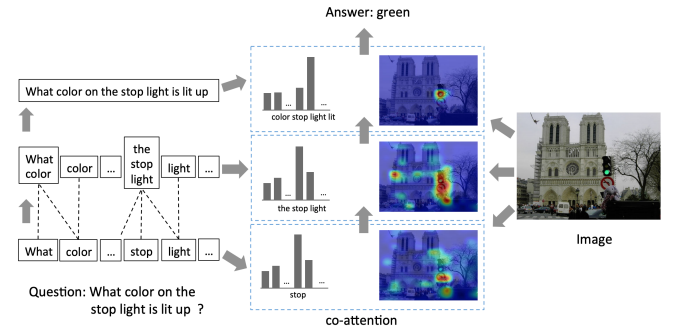 Answer: green
What color on the stop light is lit up
... ...
color stop light lit
What
color
color
...
the
stop
light
light
...
... ...
the stop light
What
color
...
stop
light
...
... ...
stop
Image
Question: What color on the
stop light is lit up ?
co-attention